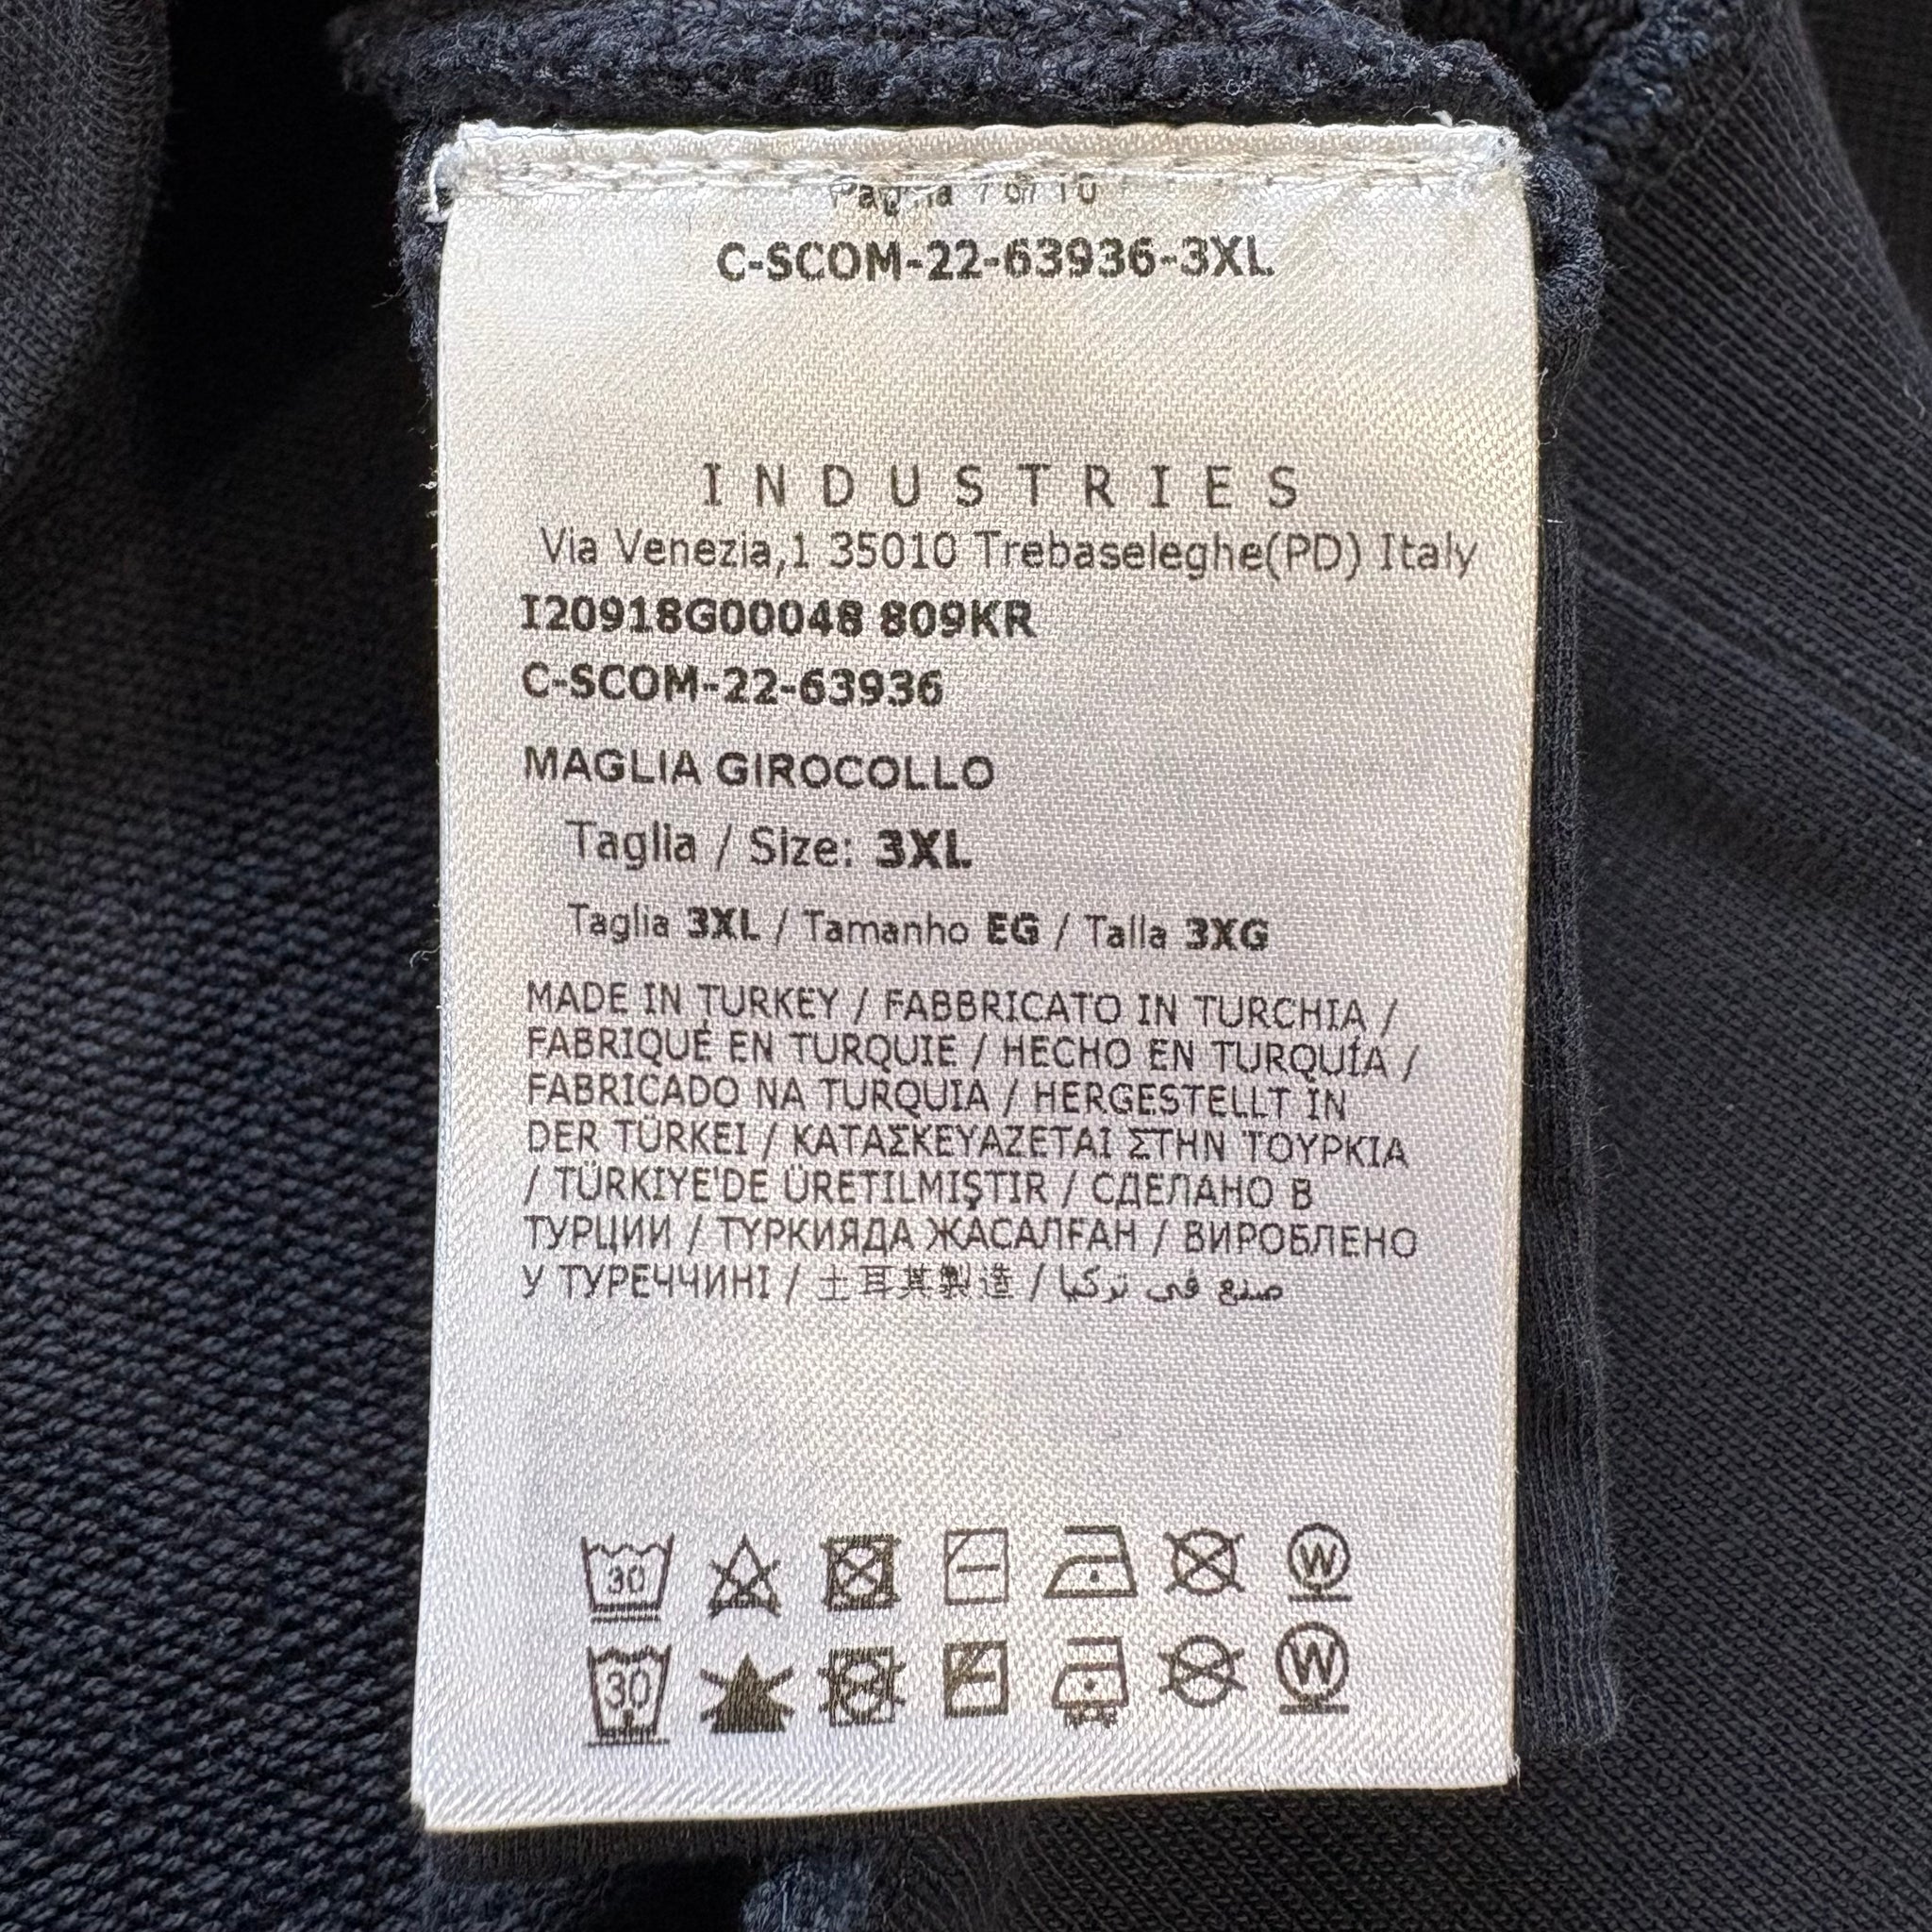 C-SCOM-22-63936-3XL
INDUSTRIES
Via Venezia,1 35010 Trebaseleghe(PD) Italy
I20918G00048 809KR
C-SCOM-22-63936
MAGLIA GIROCOLLO
Taglia / Size: 3XL
Taglia 3XL / Tamanho EG / Talla 3XG
MADE IN TURKEY / FABBRICATO IN TURCHIA /
FABRIQUÉ EN TURQUIE / HECHO EN TURQUÍA /
FABRICADO NA TURQUIA / HERGESTELLT IN
DER TÜRKEI / ΚΑΤΑΣΚΕΥΑΖΕΤΑΙ ΣΤΗΝ ΤΟΥΡΚΙΑ
/ TÜRKIYE'DE ÜRETILMIŞTIR / СДЕЛАНО В
ТУРЦИИ / ТҮРКИЯДА ЖАСАЛҒАН / ВИРОБЛЕНО
У ТУРЕЧЧИНІ / 土耳其製造 / صنع في تركيا
30 W
30 W